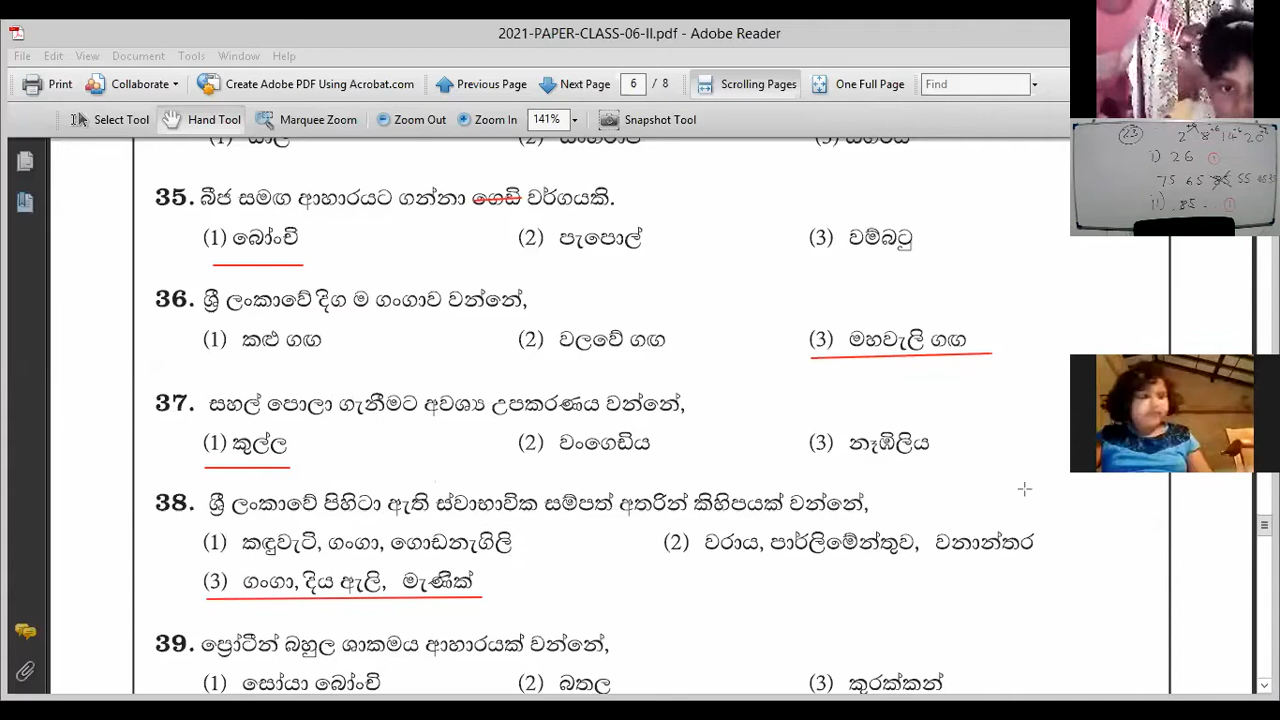 2021-PAPER-CLASS-06-II.pdf - Adobe Reader
File Edit View Document Tools Window Help
Print Collaborate Create Adobe PDF Using Acrobat.com Previous Page Next Page 6 / 8 Scrolling Pages One Full Page Find
Select Tool Hand Tool Marquee Zoom Zoom Out Zoom In 141% Snapshot Tool
35. බීජ සමඟ ආහාරයට ගන්නා ගෙඩි වර්ගයකි.
(1) බෝංචි (2) පැපොල් (3) වම්බටු
36. ශ්‍රී ලංකාවේ දිග ම ගංගාව වන්නේ,
(1) කළු ගඟ (2) වලවේ ගඟ (3) මහවැලි ගඟ
37. සහල් පොලා ගැනීමට අවශ්‍ය උපකරණය වන්නේ,
(1) කුල්ල (2) වංගෙඩිය (3) නෑඹිලිය
38. ශ්‍රී ලංකාවේ පිහිටා ඇති ස්වාභාවික සම්පත් අතරින් කිහිපයක් වන්නේ,
(1) කඳුවැටි, ගංගා, ගොඩනැගිලි (2) වරාය, පාර්ලිමේන්තුව, වනාන්තර
(3) ගංගා, දිය ඇලි, මැණික්
39. ප්‍රෝටීන් බහුල ශාකමය ආහාරයක් වන්නේ,
(1) සෝයා බෝංචි (2) බතල (3) කුරක්කන්
23
i) 26
ii) 85